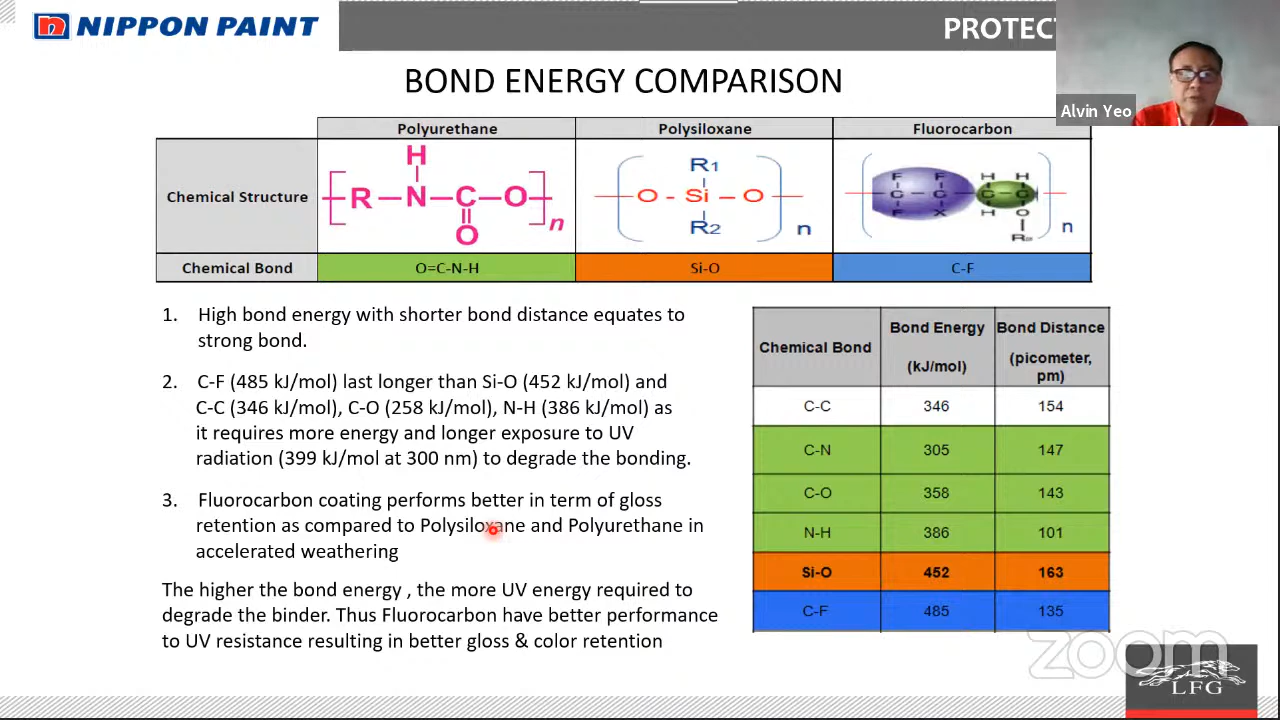 n NIPPON PAINT
PROTECT
Alvin Yeo
BOND ENERGY COMPARISON
Polyurethane Polysiloxane Fluorocarbon
Chemical Structure
H
R N C O n
O
R1
O Si O
R2 n
F F H H
C C C C
F X H O
n
Chemical Bond O=C-N-H Si-O C-F
1. High bond energy with shorter bond distance equates to
strong bond.
2. C-F (485 kJ/mol) last longer than Si-O (452 kJ/mol) and
C-C (346 kJ/mol), C-O (258 kJ/mol), N-H (386 kJ/mol) as
it requires more energy and longer exposure to UV
radiation (399 kJ/mol at 300 nm) to degrade the bonding.
3. Fluorocarbon coating performs better in term of gloss
retention as compared to Polysiloxane and Polyurethane in
accelerated weathering
The higher the bond energy , the more UV energy required to
degrade the binder. Thus Fluorocarbon have better performance
to UV resistance resulting in better gloss & color retention
Chemical Bond Bond Energy (kJ/mol) Bond Distance (picometer, pm)
C-C 346 154
C-N 305 147
C-O 358 143
N-H 386 101
Si-O 452 163
C-F 485 135
zoom
LFG